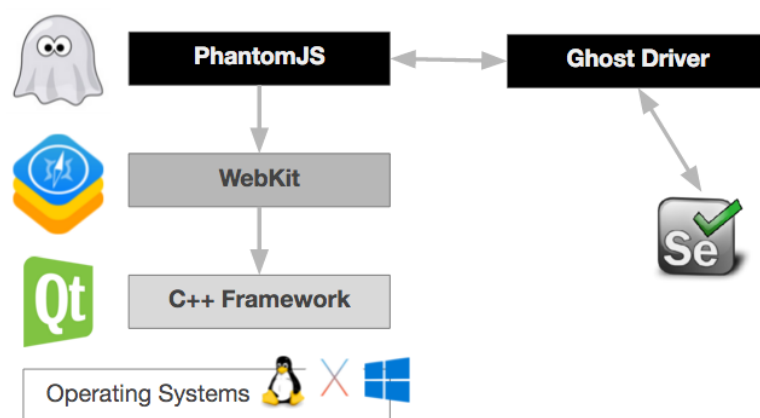 PhantomJS
Ghost Driver
WebKit
Se
Qt
C++ Framework
Operating Systems